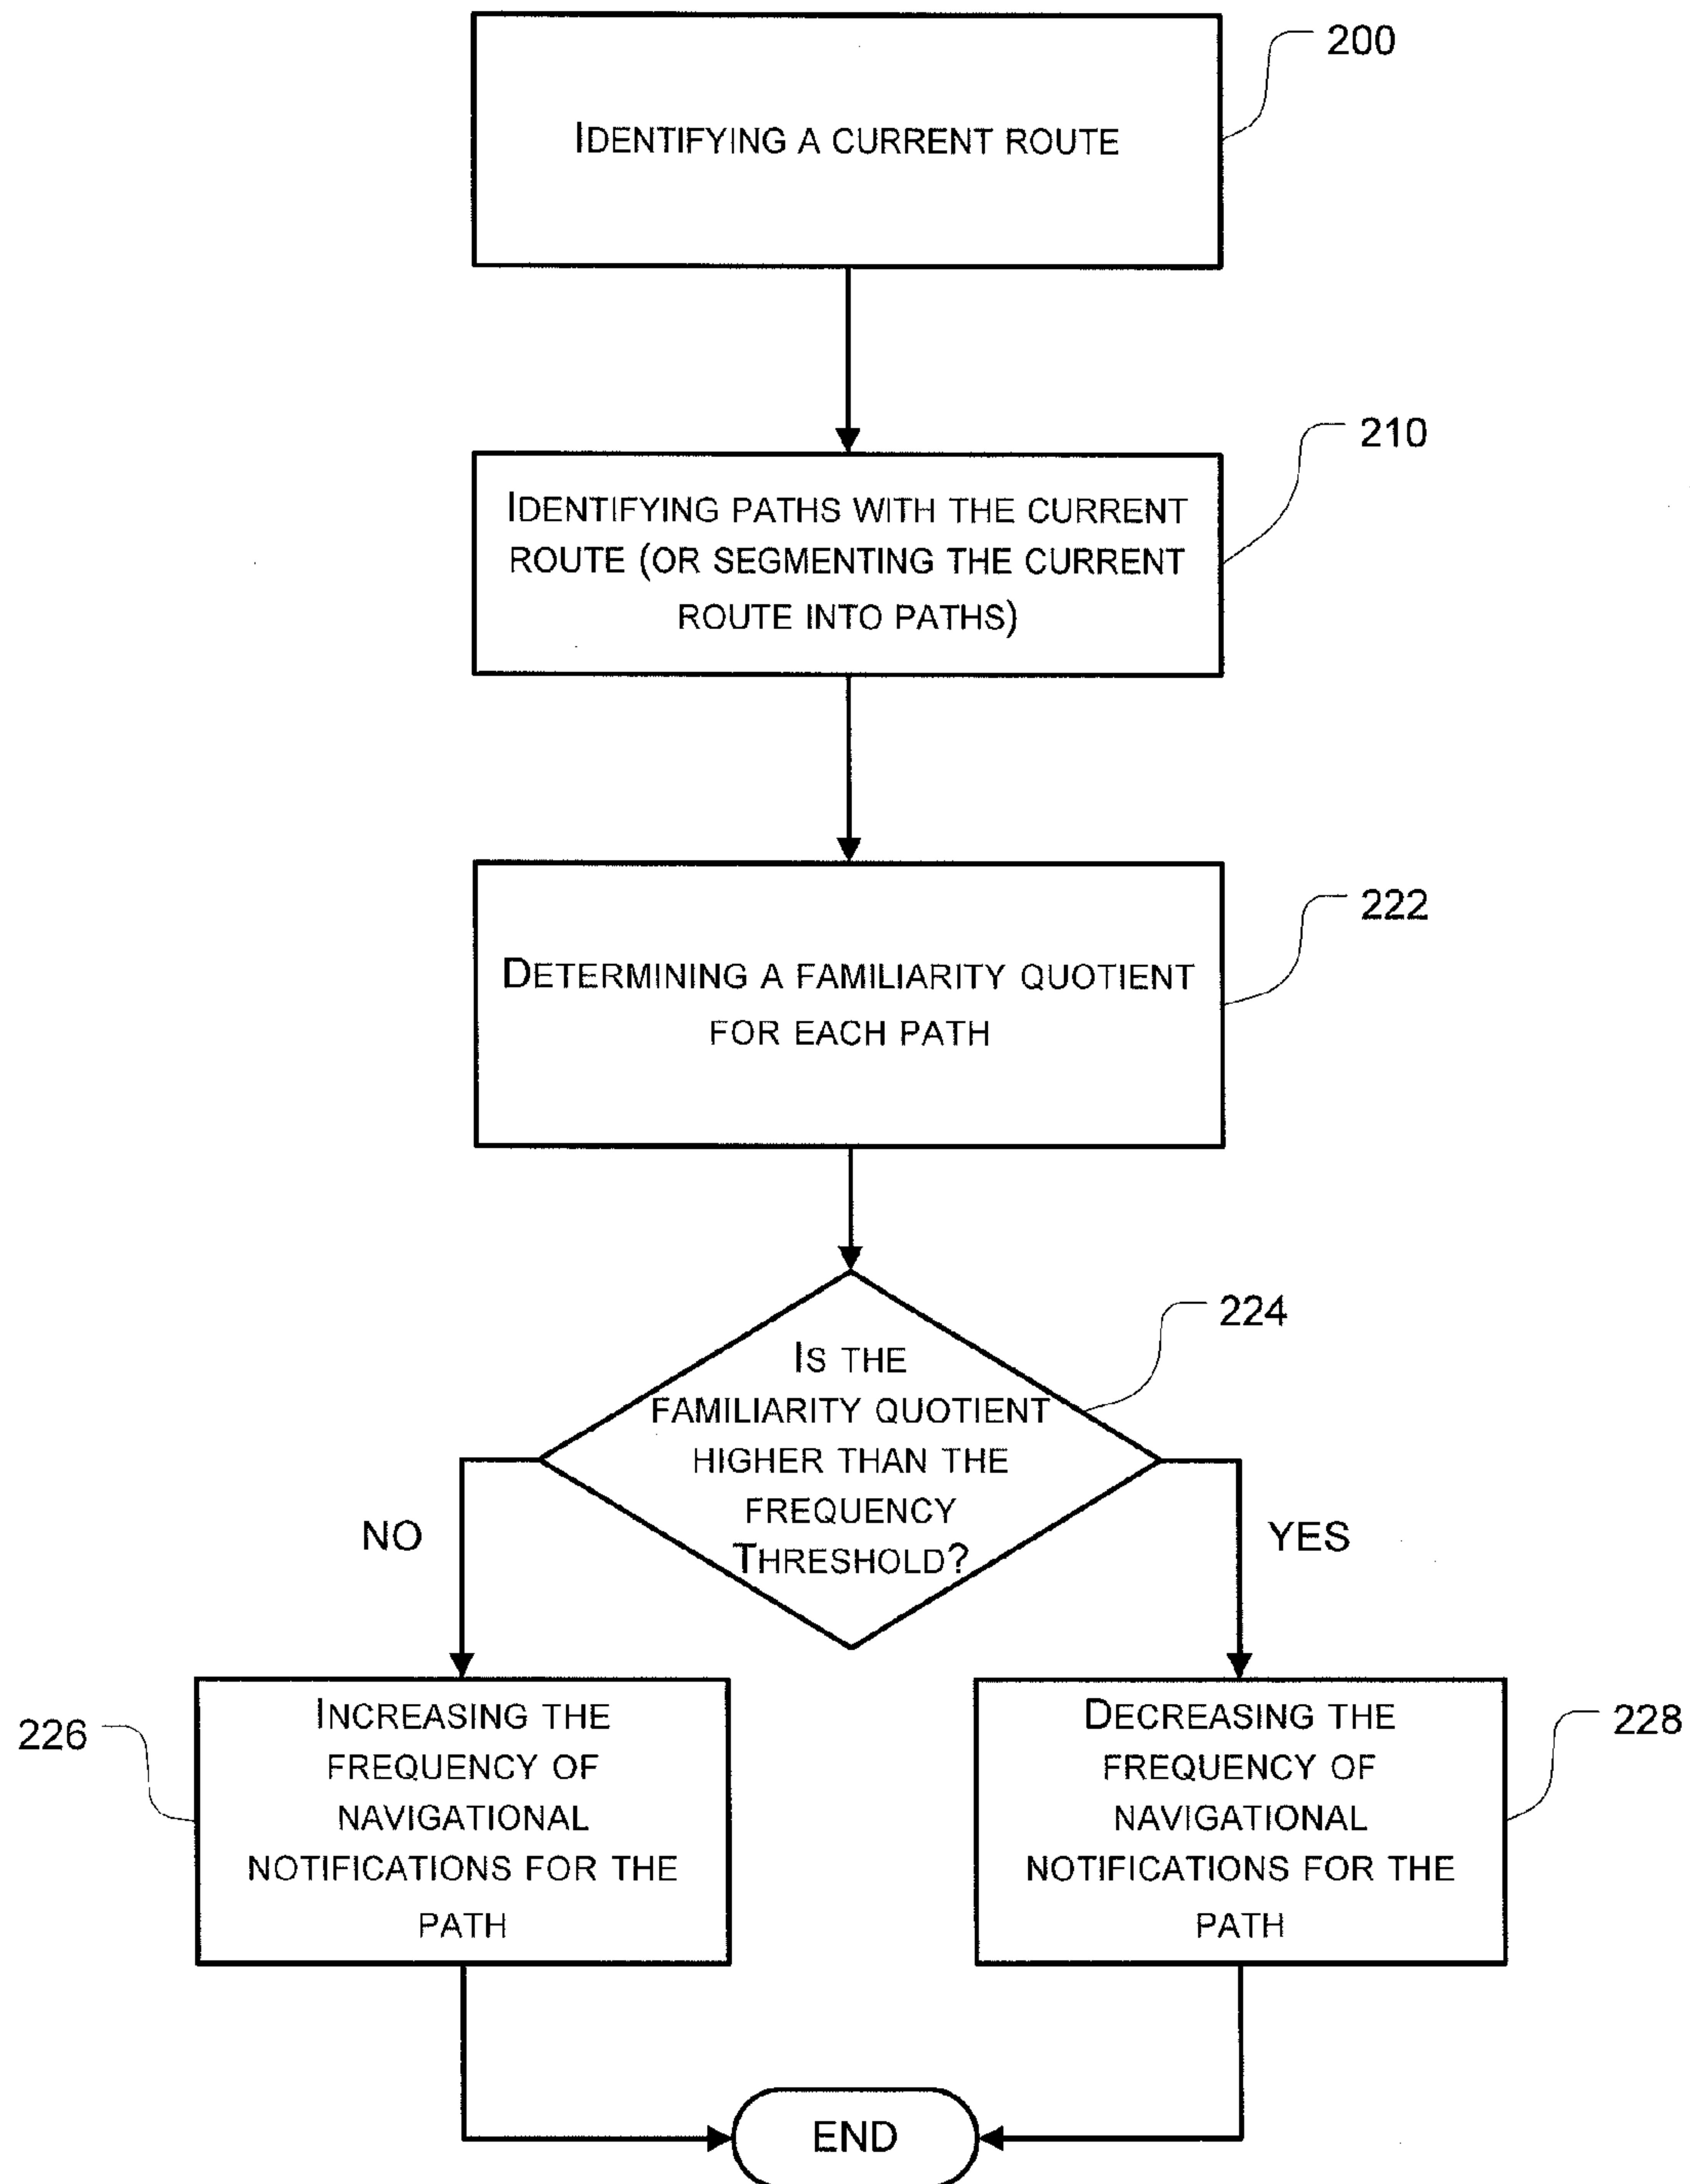 200
IDENTIFYING A CURRENT ROUTE
210
IDENTIFYING PATHS WITH THE CURRENT
ROUTE (OR SEGMENTING THE CURRENT
ROUTE INTO PATHS)
222
DETERMINING A FAMILIARITY QUOTIENT
FOR EACH PATH
224
IS THE
FAMILIARITY QUOTIENT
HIGHER THAN THE
FREQUENCY
THRESHOLD?
NO
YES
226
INCREASING THE
FREQUENCY OF
NAVIGATIONAL
NOTIFICATIONS FOR THE
PATH
228
DECREASING THE
FREQUENCY OF
NAVIGATIONAL
NOTIFICATIONS FOR THE
PATH
END